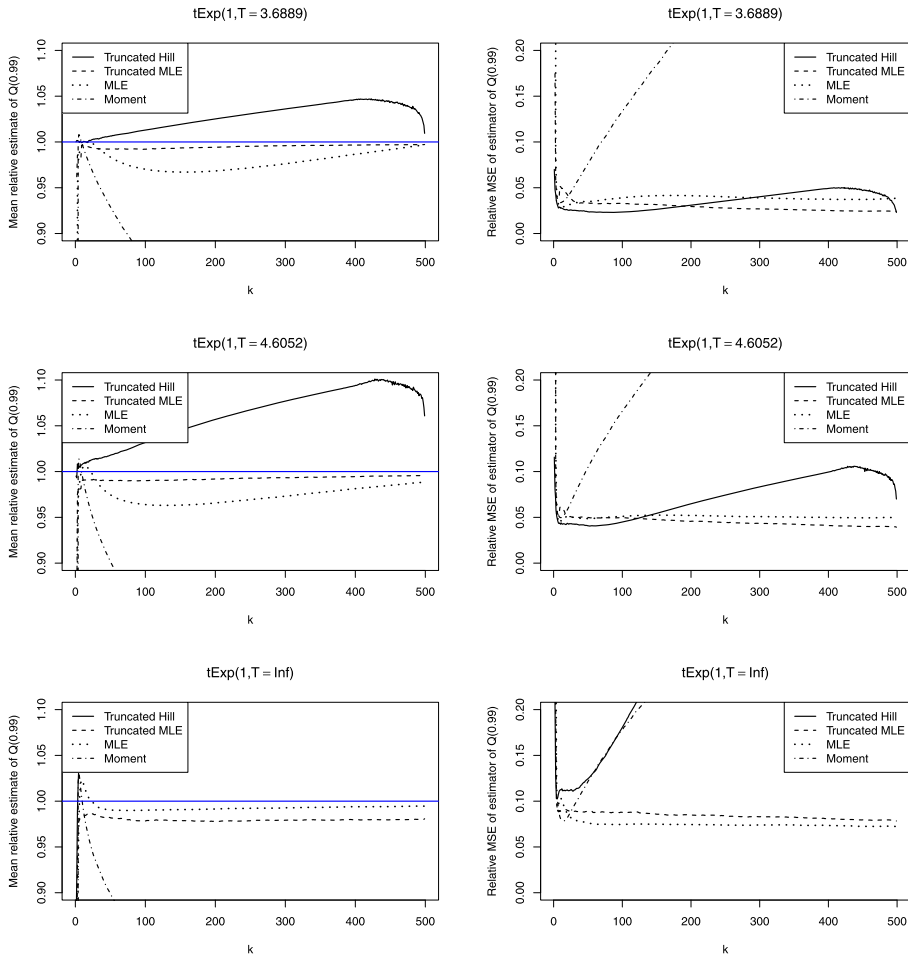 tExp(1,T = 3.6889)
Mean relative estimate of Q(0.99)
1.10
1.05
1.00
0.95
0.90
Truncated Hill
Truncated MLE
MLE
Moment
0 100 200 300 400 500
k
tExp(1,T = 3.6889)
Relative MSE of estimator of Q(0.99)
0.20
0.15
0.10
0.05
0.00
Truncated Hill
Truncated MLE
MLE
Moment
0 100 200 300 400 500
k
tExp(1,T = 4.6052)
Mean relative estimate of Q(0.99)
1.10
1.05
1.00
0.95
0.90
Truncated Hill
Truncated MLE
MLE
Moment
0 100 200 300 400 500
k
tExp(1,T = 4.6052)
Relative MSE of estimator of Q(0.99)
0.20
0.15
0.10
0.05
0.00
Truncated Hill
Truncated MLE
MLE
Moment
0 100 200 300 400 500
k
tExp(1,T = Inf)
Mean relative estimate of Q(0.99)
1.10
1.05
1.00
0.95
0.90
Truncated Hill
Truncated MLE
MLE
Moment
0 100 200 300 400 500
k
tExp(1,T = Inf)
Relative MSE of estimator of Q(0.99)
0.20
0.15
0.10
0.05
0.00
Truncated Hill
Truncated MLE
MLE
Moment
0 100 200 300 400 500
k